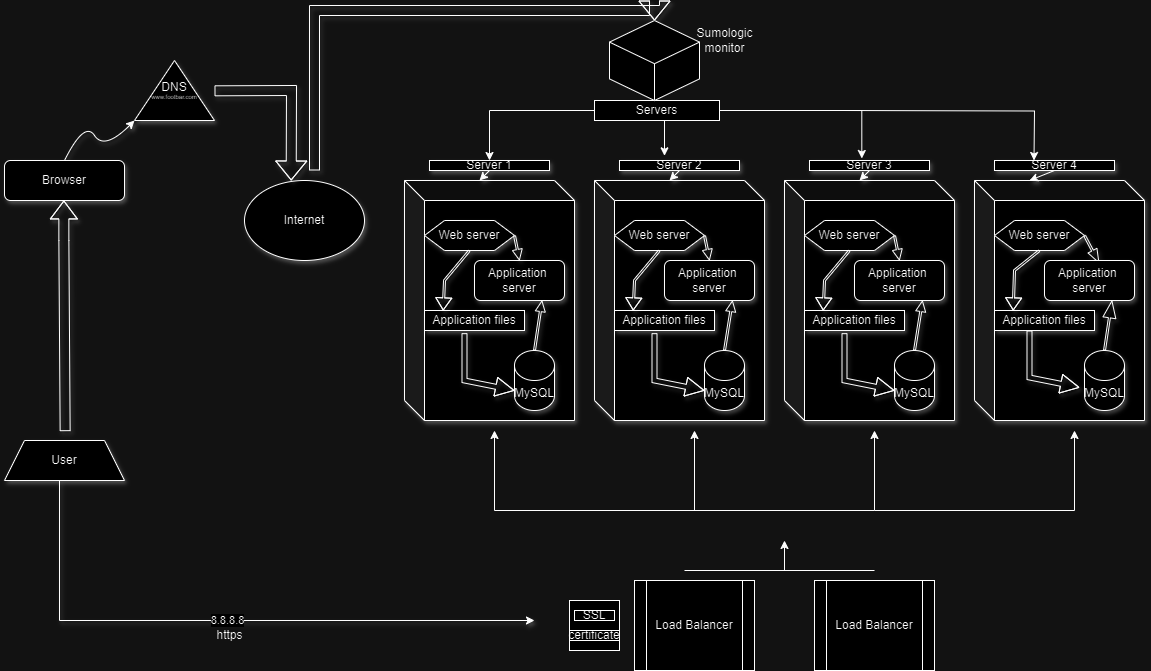 Sumologic
monitor
DNS
www.footbar.com
Servers
Browser
Server 1
Server 2
Server 3
Server 4
Internet
Web server
Application
server
Application files
MySQL
Web server
Application
server
Application files
MySQL
Web server
Application
server
Application files
MySQL
Web server
Application
server
Application files
MySQL
User
8.8.8.8
https
SSL
certificate
Load Balancer
Load Balancer